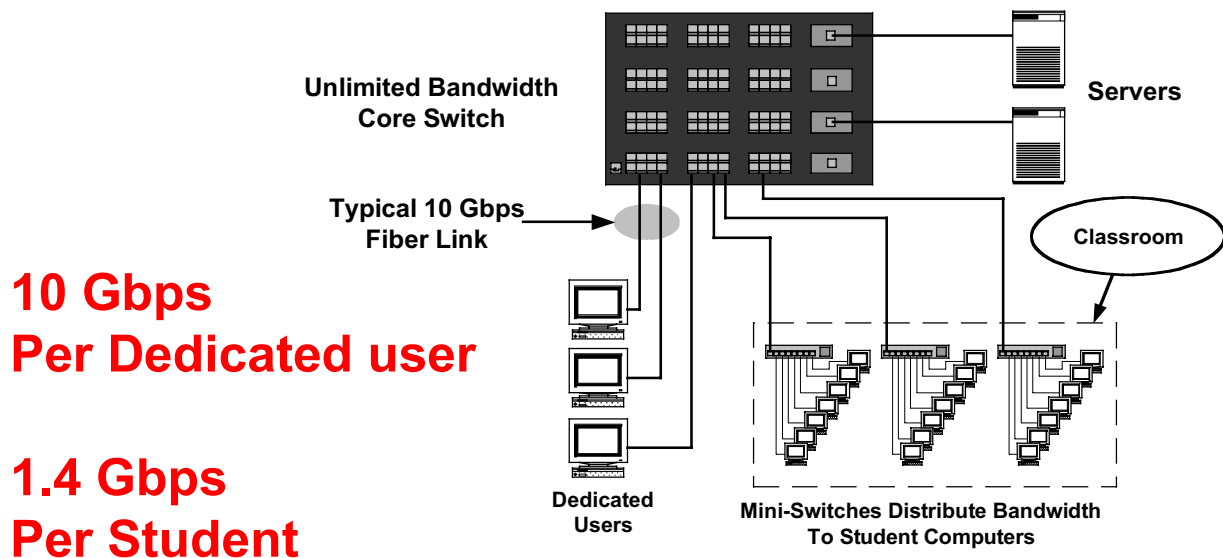 Unlimited Bandwidth
Core Switch
Servers
Typical 10 Gbps
Fiber Link
Classroom
10 Gbps
Per Dedicated user
1.4 Gbps
Per Student
Dedicated
Users
Mini-Switches Distribute Bandwidth
To Student Computers